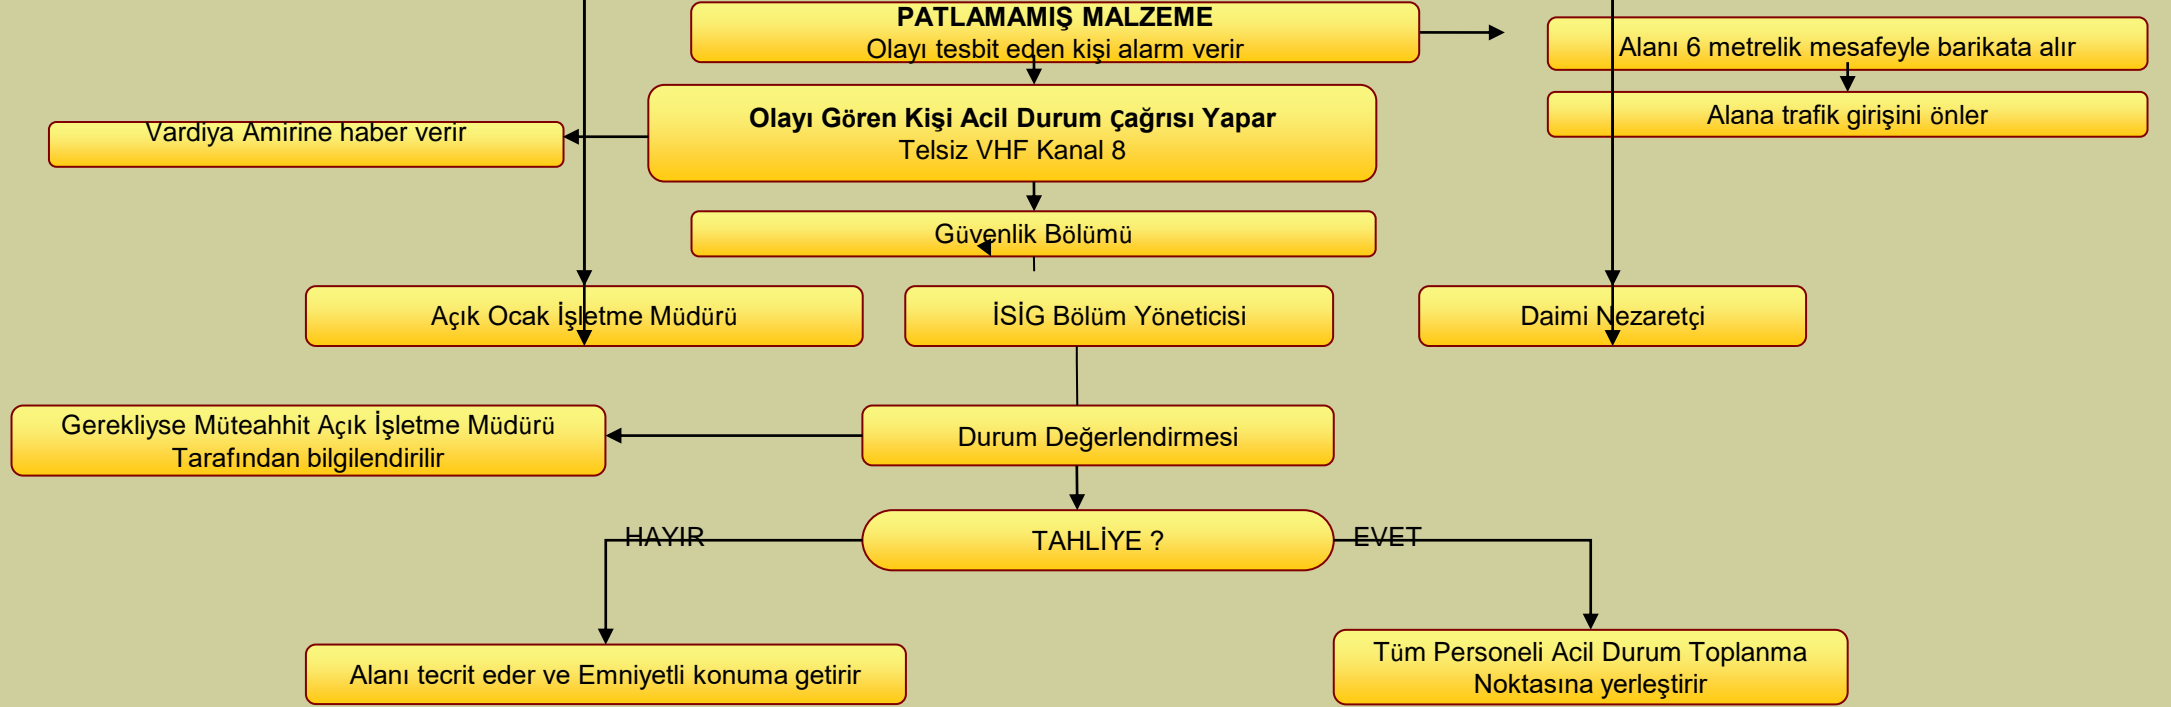 PATLAMAMIŞ MALZEME
Olayı tesbit eden kişi alarm verir
Alanı 6 metrelik mesafeyle barikata alır
Alana trafik girişini önler
Olayı Gören Kişi Acil Durum Çağrısı Yapar
Telsiz VHF Kanal 8
Vardiya Amirine haber verir
Güvenlik Bölümü
Açık Ocak İşletme Müdürü
İSİG Bölüm Yöneticisi
Daimi Nezaretçi
Gerekliyse Müteahhit Açık İşletme Müdürü
Tarafından bilgilendirilir
Durum Değerlendirmesi
HAYIR
TAHLİYE ?
EVET
Alanı tecrit eder ve Emniyetli konuma getirir
Tüm Personeli Acil Durum Toplanma
Noktasına yerleştirir